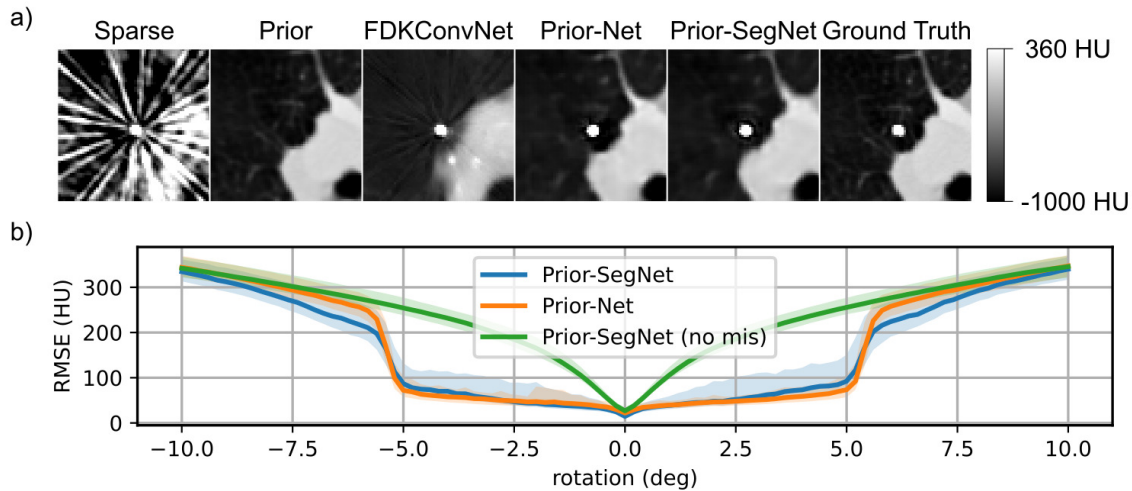 a)
Sparse Prior FDKConvNet Prior-Net Prior-SegNet Ground Truth
360 HU
-1000 HU
b)
Prior-SegNet
Prior-Net
Prior-SegNet (no mis)
RMSE (HU)
300
200
100
0
−10.0 −7.5 −5.0 −2.5 0.0 2.5 5.0 7.5 10.0
rotation (deg)